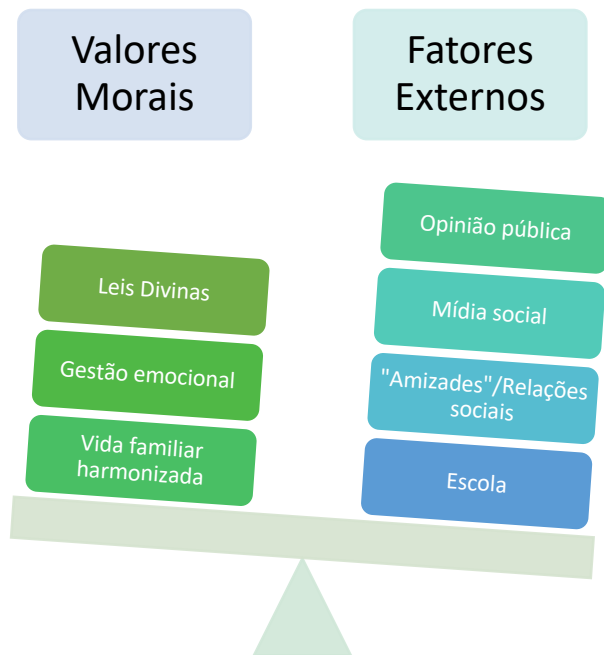 Valores
Morais
Fatores
Externos
Leis Divinas
Gestão emocional
Vida familiar
harmonizada
Opinião pública
Mídia social
"Amizades"/Relações
sociais
Escola